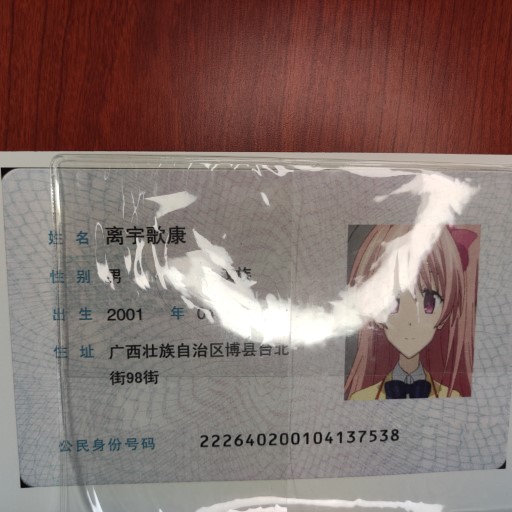 姓名 离宇歌康
性别 男
出生 2001 年 0
住址 广西壮族自治区博县台北
街98街
公民身份号码 222640200104137538